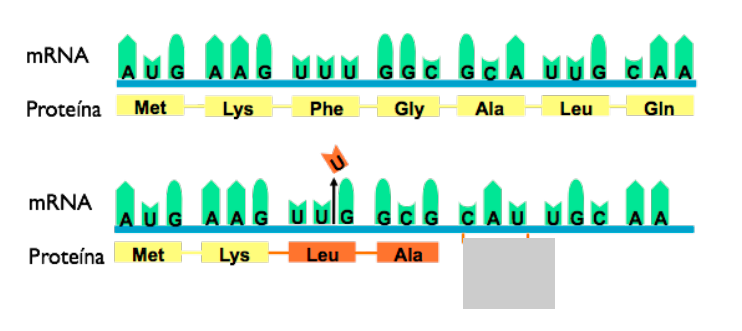 mRNA A U G A A G U U U G G C G C A U U G C A A
Proteína Met Lys Phe Gly Ala Leu Gln
U
mRNA A U G A A G U U G G C G C A U U G C A A
Proteína Met Lys Leu Ala